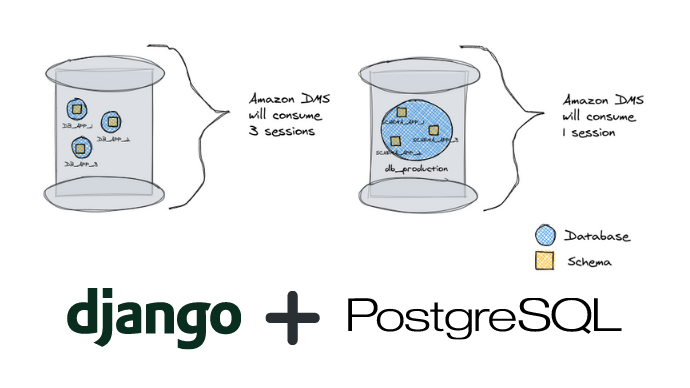 Amazon DMS
will consume
3 sessions
DB_APP_1
DB_APP_2
DB_APP_3
Amazon DMS
will consume
1 session
SCHEMA_APP_1
SCHEMA_APP_3
SCHEMA_APP_2
db_production
Database
Schema
django + PostgreSQL